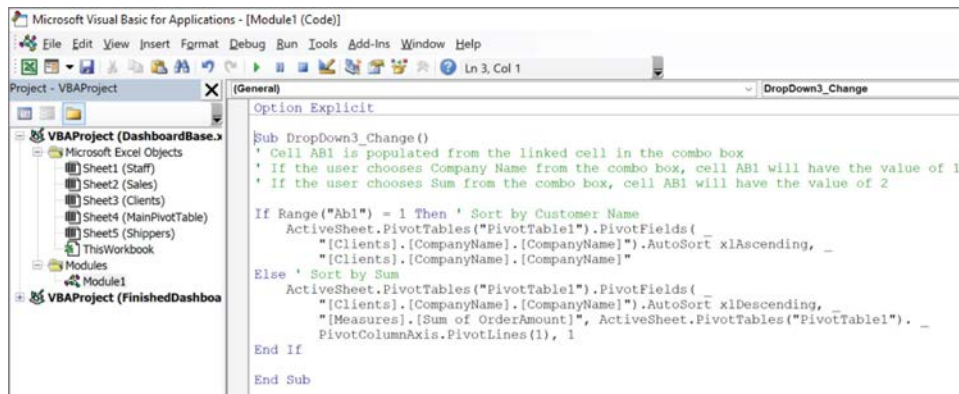 Microsoft Visual Basic for Applications - [Module1 (Code)]
File Edit View Insert Format Debug Run Tools Add-Ins Window Help
Ln 3, Col 1
Project - VBAProject
(General)
DropDown3_Change
VBAProject (DashboardBase.x
Microsoft Excel Objects
Sheet1 (Staff)
Sheet2 (Sales)
Sheet3 (Clients)
Sheet4 (MainPivotTable)
Sheet5 (Shippers)
ThisWorkbook
Modules
Module1
VBAProject (FinishedDashboa
Option Explicit
Sub DropDown3_Change()
' Cell AB1 is populated from the linked cell in the combo box
' If the user chooses Company Name from the combo box, cell AB1 will have the value of 1
' If the user chooses Sum from the combo box, cell AB1 will have the value of 2
If Range("Ab1") = 1 Then ' Sort by Customer Name
ActiveSheet.PivotTables("PivotTable1").PivotFields( _
"[Clients].[CompanyName].[CompanyName]").AutoSort xlAscending, _
"[Clients].[CompanyName].[CompanyName]"
Else ' Sort by Sum
ActiveSheet.PivotTables("PivotTable1").PivotFields( _
"[Clients].[CompanyName].[CompanyName]").AutoSort xlDescending, _
"[Measures].[Sum of OrderAmount]", ActiveSheet.PivotTables("PivotTable1"). _
PivotColumnAxis.PivotLines(1), 1
End If
End Sub